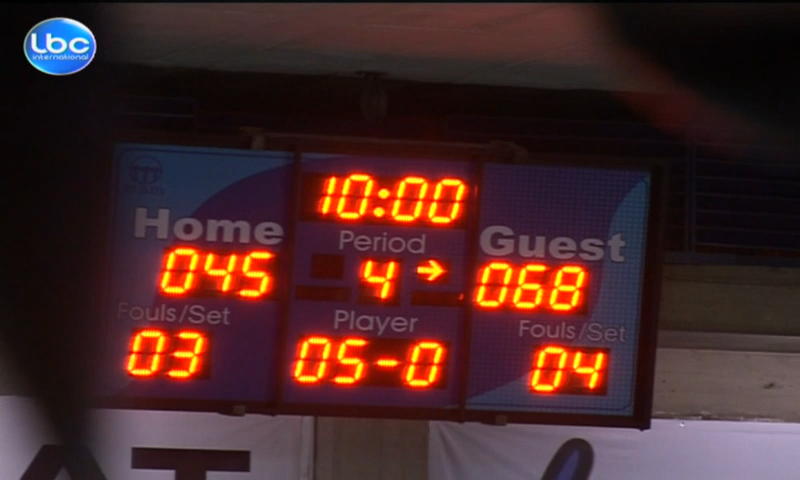 lbc
international
10:00
Home
Period
Guest
045
4 →
068
Fouls/Set
Player
Fouls/Set
03
05-0
04
AT